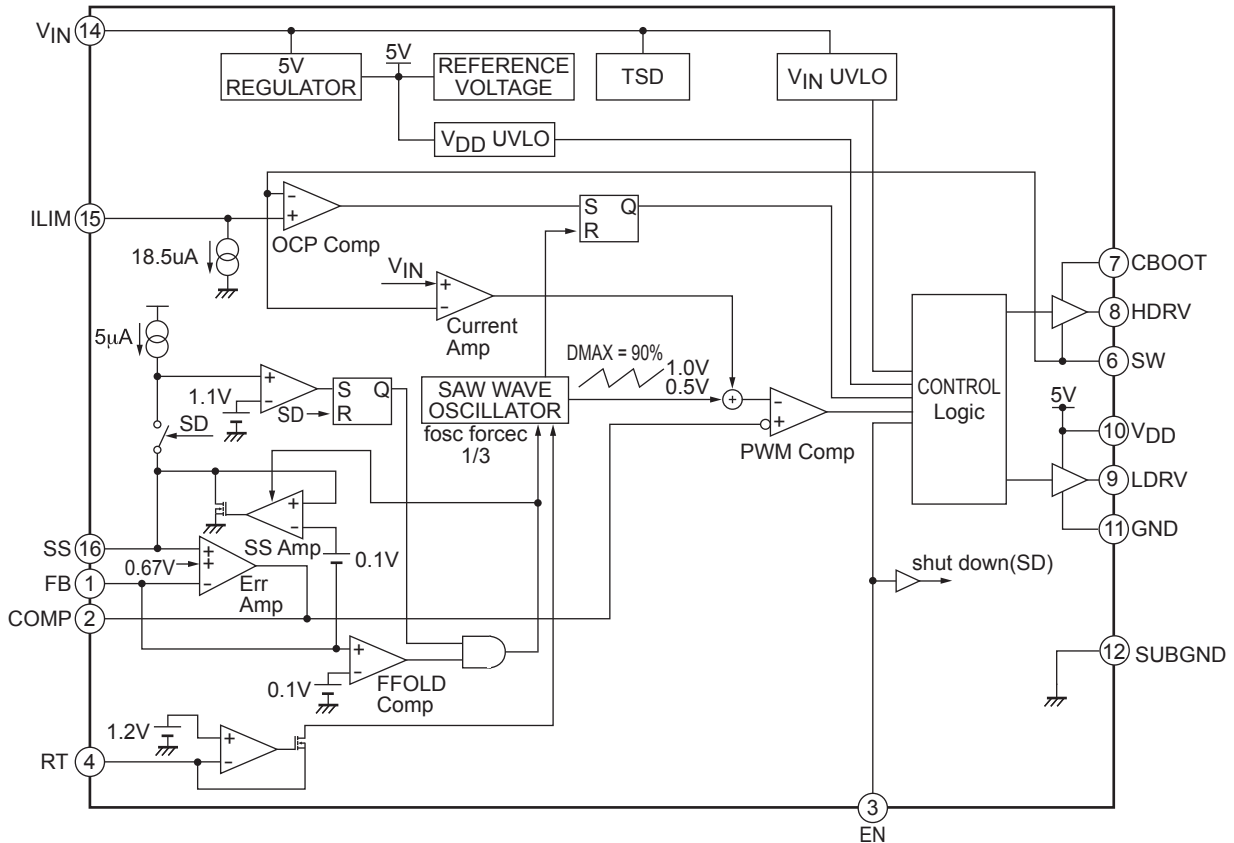 VIN 14
5V REGULATOR
5V
REFERENCE VOLTAGE
TSD
VIN UVLO
VDD UVLO
ILIM 15
-
+
OCP Comp
S Q
R
18.5uA
VIN
+
-
Current Amp
7 CBOOT
8 HDRV
6 SW
5µA
DMAX = 90%
1.0V
0.5V
+
1.1V
+
-
SD
S Q
R
SAW WAVE OSCILLATOR
fosc forcec
1/3
-
+
PWM Comp
CONTROL Logic
5V
10 VDD
9 LDRV
11 GND
SD
+
-
SS Amp
0.1V
SS 16
0.67V
FB 1
+
+
-
Err Amp
COMP 2
shut down(SD)
+
-
0.1V
FFOLD Comp
12 SUBGND
1.2V
+
-
RT 4
3
EN